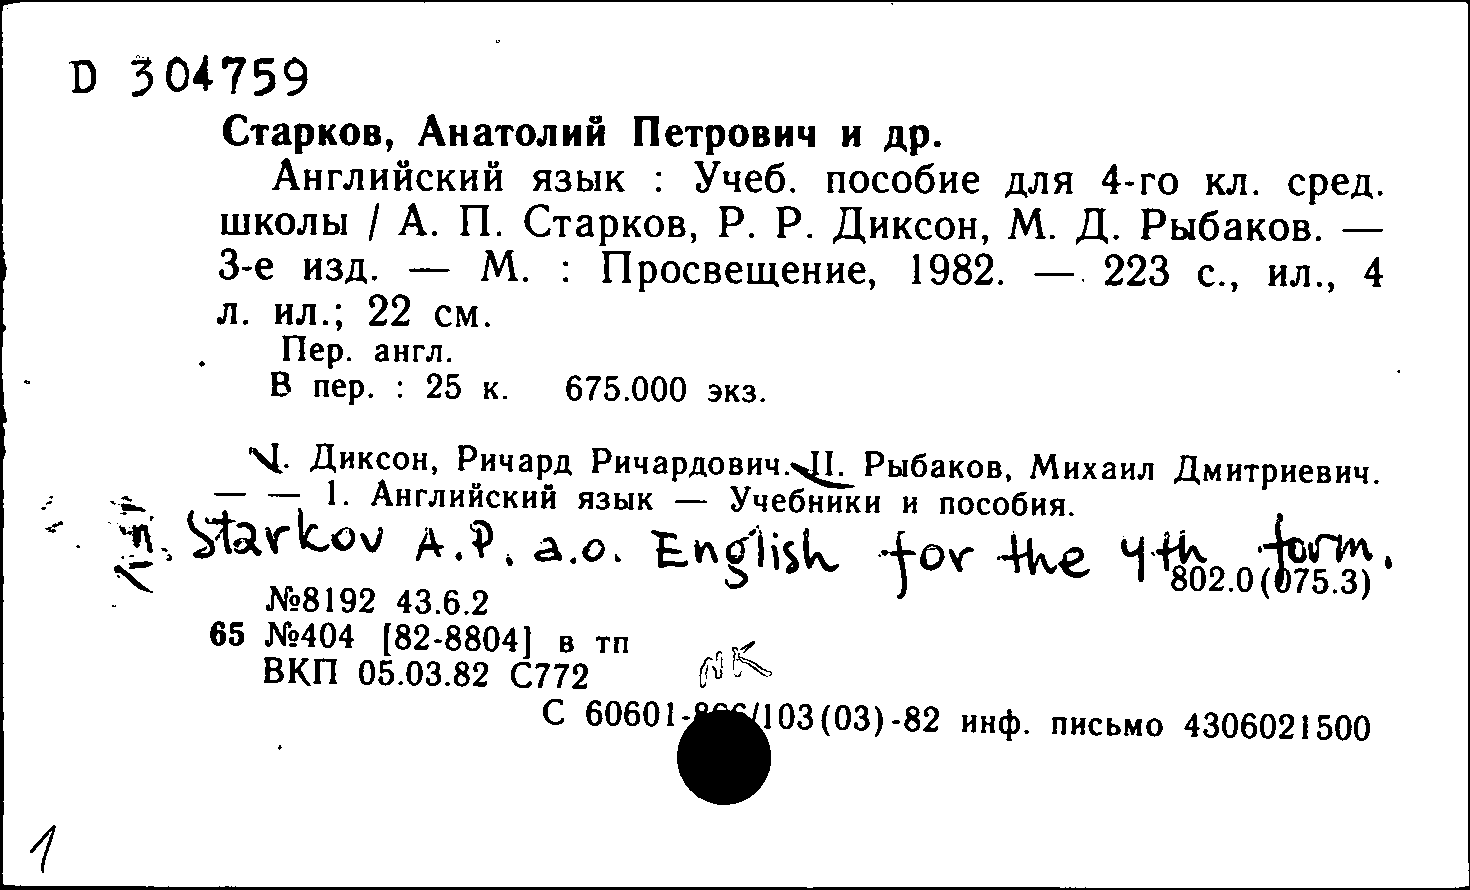 D 304759
Старков, Анатолий Петрович и др.
Английский язык : Учеб. пособие для 4-го кл. сред.
школы / А. П. Старков, Р. Р. Диксон, М. Д. Рыбаков. —
3-е изд. — М. : Просвещение, 1982. — 223 с., ил., 4
л. ил.; 22 см.
Пер. англ.
В пер. : 25 к. 675.000 экз.
I. Диксон, Ричард Ричардович. II. Рыбаков, Михаил Дмитриевич.
— — 1. Английский язык — Учебники и пособия.
п. Starkov A.P. a.o. English for the 4th form.
802.0(075.3)
№8192 43.6.2
65 №404 [82-8804] в тп
ВКП 05.03.82 С772
NK
С 60601-866/103(03)-82 инф. письмо 4306021500
1